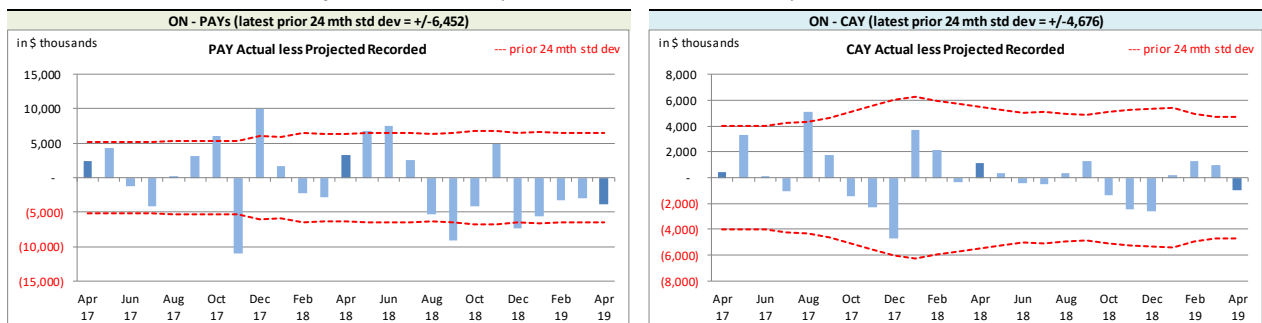 ON - PAYs (latest prior 24 mth std dev = +/-6,452)
in $ thousands
PAY Actual less Projected Recorded
--- prior 24 mth std dev
15,000
10,000
5,000
-
(5,000)
(10,000)
(15,000)
Apr Jun Aug Oct Dec Feb Apr Jun Aug Oct Dec Feb Apr
17 17 17 17 17 18 18 18 18 18 18 19 19
ON - CAY (latest prior 24 mth std dev = +/-4,676)
in $ thousands
CAY Actual less Projected Recorded
--- prior 24 mth std dev
8,000
6,000
4,000
2,000
-
(2,000)
(4,000)
(6,000)
(8,000)
Apr Jun Aug Oct Dec Feb Apr Jun Aug Oct Dec Feb Apr
17 17 17 17 17 18 18 18 18 18 18 19 19